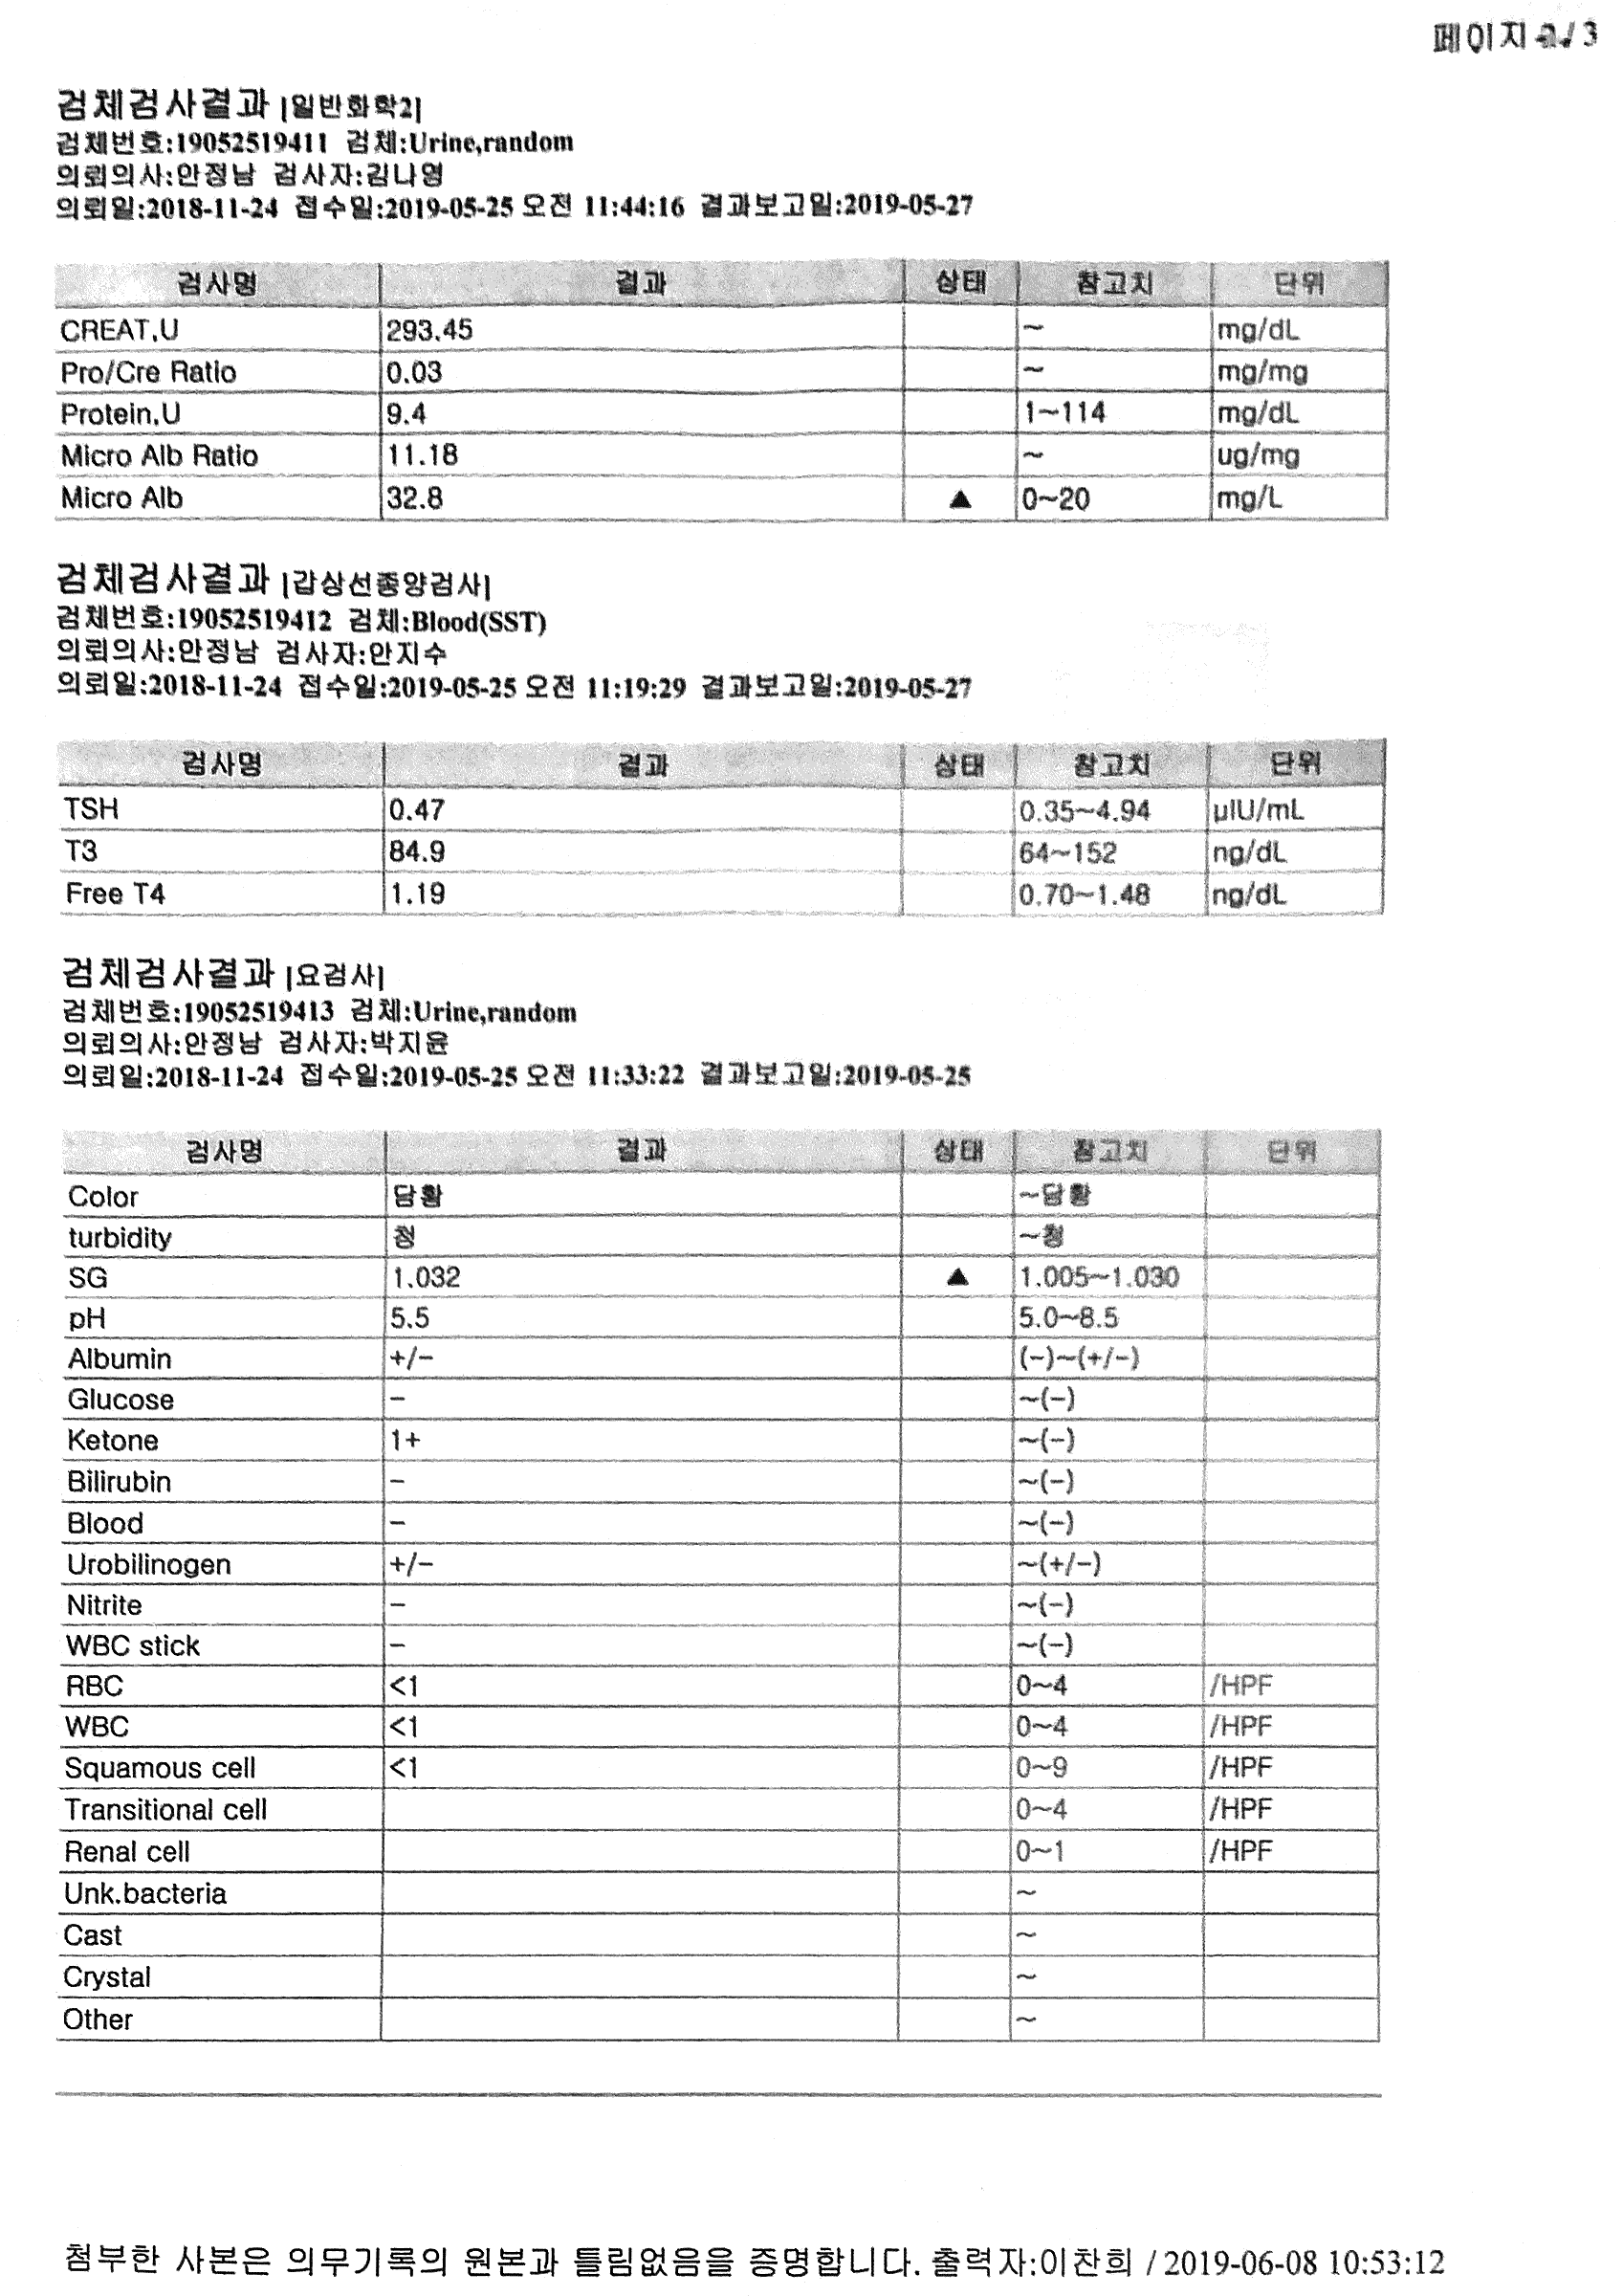 페이지 2/ 3
검체검사결과 [일반화학2]
검체번호:19052519411 검체:Urine,random
의뢰의사:안정남 검사자:김나영
의뢰일:2018-11-24 접수일:2019-05-25 오전 11:44:16 결과보고일:2019-05-27
검사명 결과 상태 참고치 단위
CREAT,U 293.45 ~ mg/dL
Pro/Cre Ratio 0.03 ~ mg/mg
Protein,U 9.4 1~114 mg/dL
Micro Alb Ratio 11.18 ~ ug/mg
Micro Alb 32.8 ▲ 0~20 mg/L
검체검사결과 [갑상선종양검사]
검체번호:19052519412 검체:Blood(SST)
의뢰의사:안정남 검사자:안지수
의뢰일:2018-11-24 접수일:2019-05-25 오전 11:19:29 결과보고일:2019-05-27
검사명 결과 상태 참고치 단위
TSH 0.47 0.35~4.94 μIU/mL
T3 84.9 64~152 ng/dL
Free T4 1.19 0.70~1.48 ng/dL
검체검사결과 [요검사]
검체번호:19052519413 검체:Urine,random
의뢰의사:안정남 검사자:박지윤
의뢰일:2018-11-24 접수일:2019-05-25 오전 11:33:22 결과보고일:2019-05-25
검사명 결과 상태 참고치 단위
Color 담황 ~담황
turbidity 청 ~청
SG 1.032 ▲ 1.005~1.030
pH 5.5 5.0~8.5
Albumin +/- (-)~(+/-)
Glucose - ~(-)
Ketone 1+ ~(-)
Bilirubin - ~(-)
Blood - ~(-)
Urobilinogen +/- ~(+/-)
Nitrite - ~(-)
WBC stick - ~(-)
RBC <1 0~4 /HPF
WBC <1 0~4 /HPF
Squamous cell <1 0~9 /HPF
Transitional cell 0~4 /HPF
Renal cell 0~1 /HPF
Unk.bacteria ~
Cast ~
Crystal ~
Other ~
첨부한 사본은 의무기록의 원본과 틀림없음을 증명합니다. 출력자:이찬희 / 2019-06-08 10:53:12